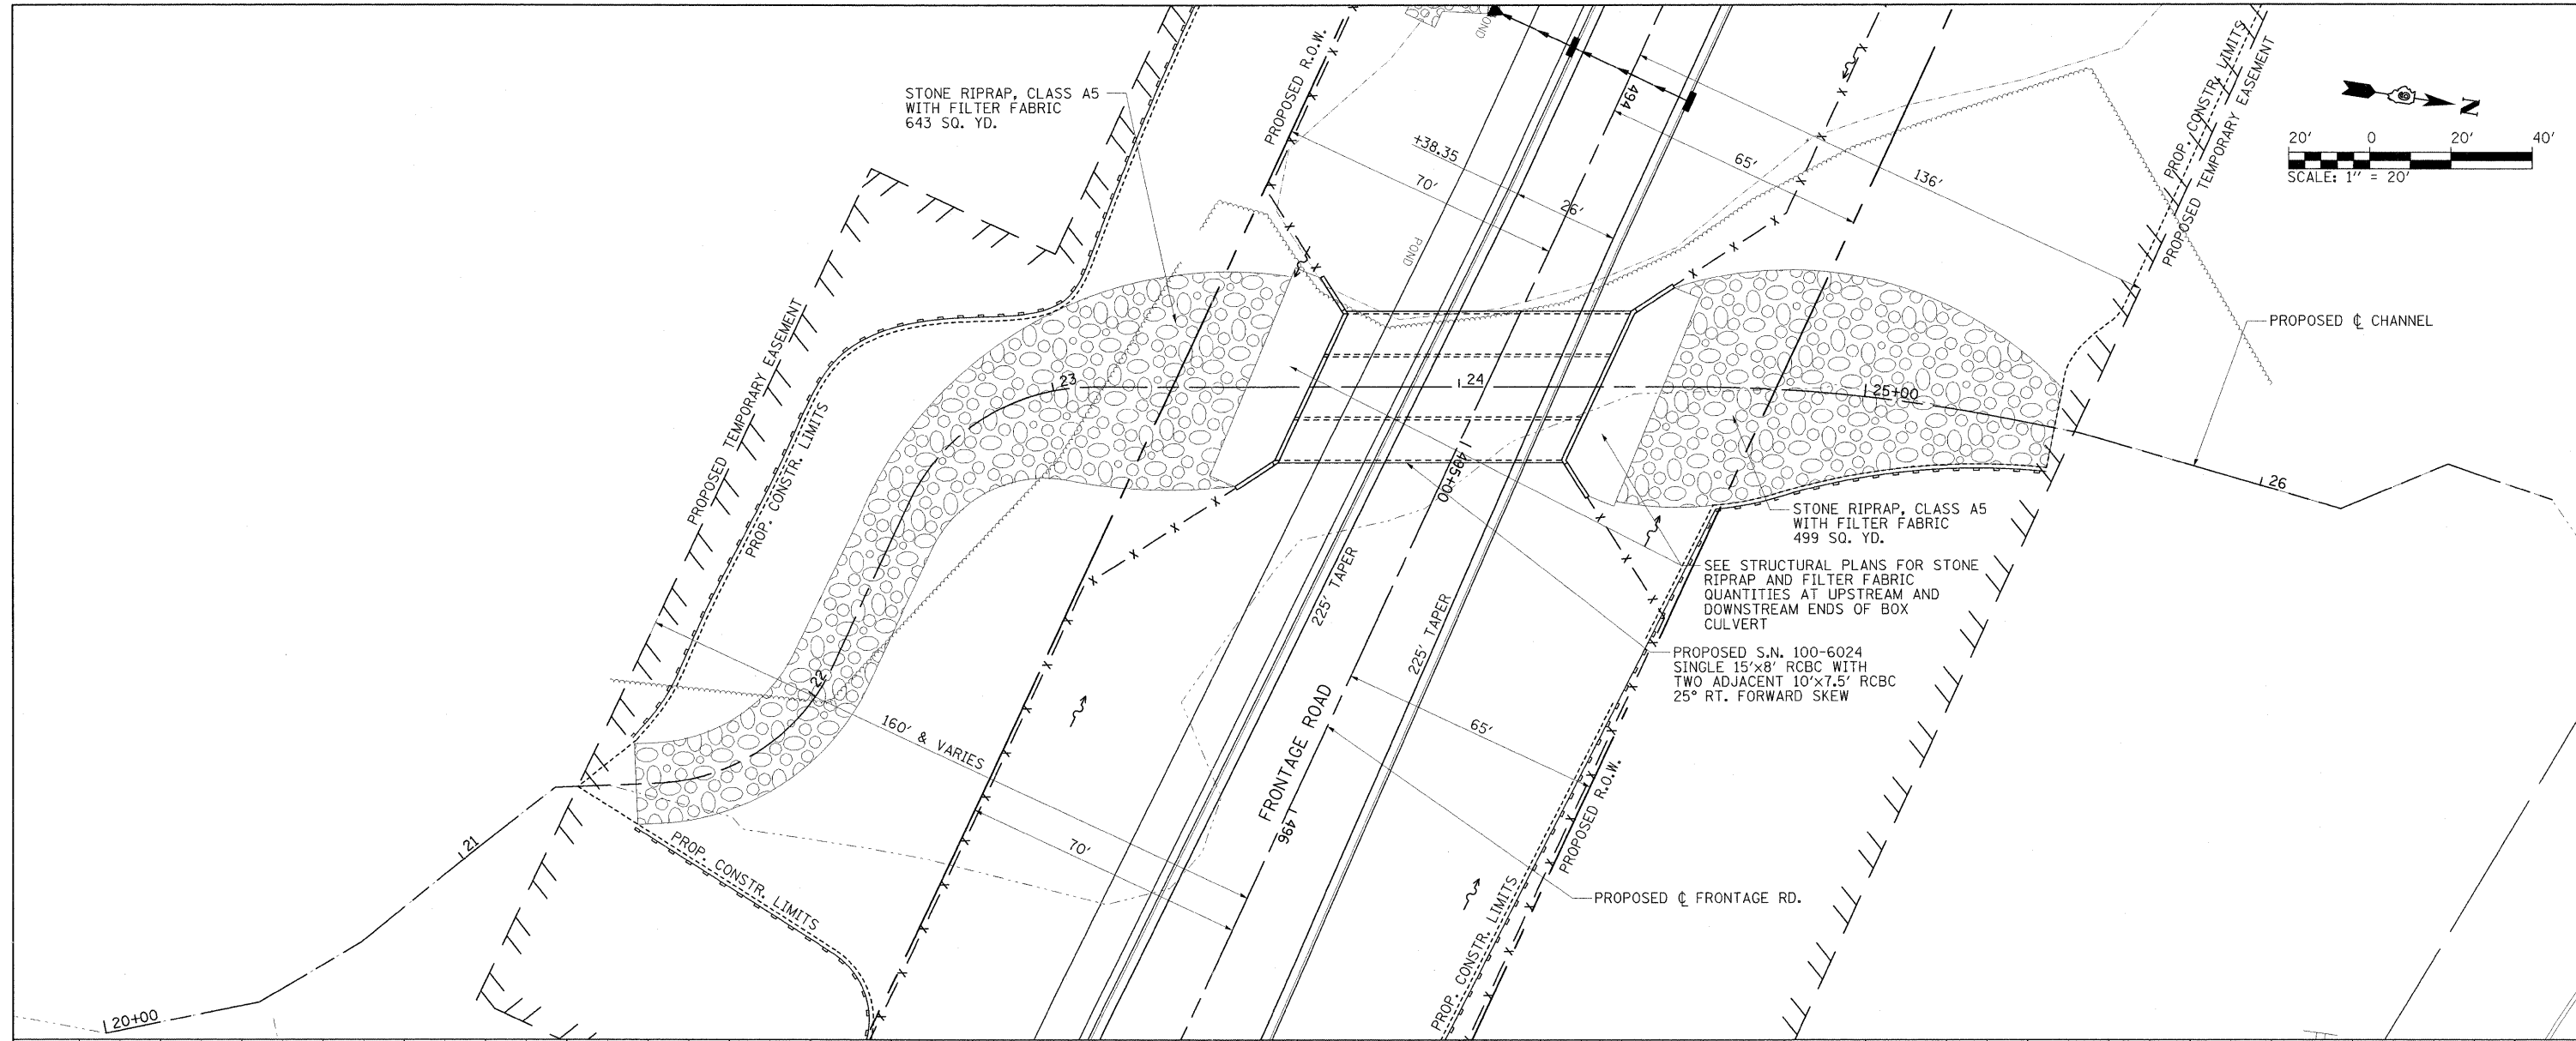 STONE RIPRAP, CLASS A5
WITH FILTER FABRIC
643 SQ. YD.
PROPOSED R.O.W.
POND
494
+38.35
70'
26'
65'
136'
PROP. CONSTR. LIMITS
PROPOSED TEMPORARY EASEMENT
N
20' 0 20' 40'
SCALE: 1" = 20'
POND
PROPOSED ℄ CHANNEL
PROPOSED TEMPORARY EASEMENT
PROP. CONSTR. LIMITS
23
24
25+00
26
495+00
STONE RIPRAP, CLASS A5
WITH FILTER FABRIC
499 SQ. YD.
SEE STRUCTURAL PLANS FOR STONE
RIPRAP AND FILTER FABRIC
QUANTITIES AT UPSTREAM AND
DOWNSTREAM ENDS OF BOX
CULVERT
225' TAPER
225' TAPER
PROPOSED S.N. 100-6024
SINGLE 15'x8' RCBC WITH
TWO ADJACENT 10'x7.5' RCBC
25° RT. FORWARD SKEW
22
160' & VARIES
FRONTAGE ROAD
65'
496
70'
21
PROP. CONSTR. LIMITS
PROPOSED R.O.W.
PROPOSED ℄ FRONTAGE RD.
PROP. CONSTR. LIMITS
20+00